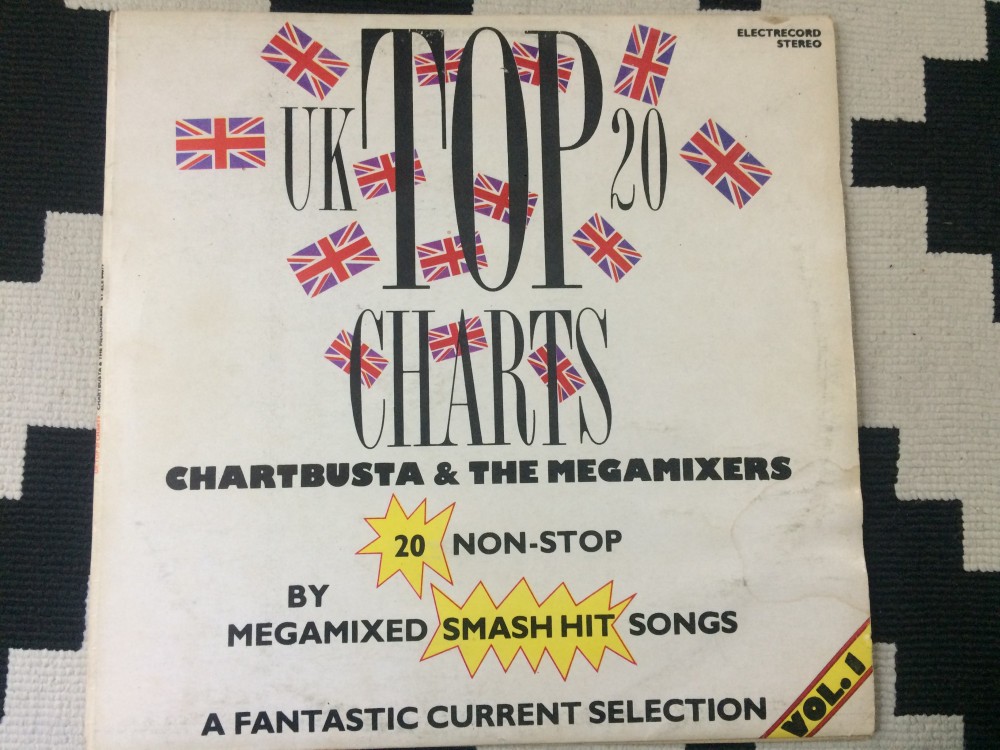 ELECTRECORD
STEREO
UK TOP 20
CHARTS
CHARTBUSTA & THE MEGAMIXERS
20 NON-STOP
BY
MEGAMIXED SMASH HIT SONGS
A FANTASTIC CURRENT SELECTION
VOL. 1